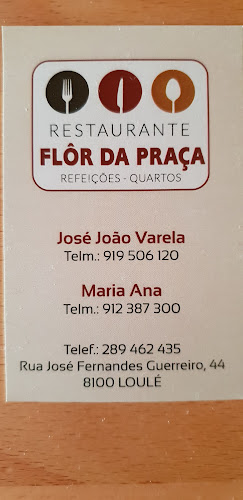 RESTAURANTE
FLÔR DA PRAÇA
REFEIÇÕES - QUARTOS
José João Varela
Telm.: 919 506 120
Maria Ana
Telm.: 912 387 300
Telef.: 289 462 435
Rua José Fernandes Guerreiro, 44
8100 LOULÉ